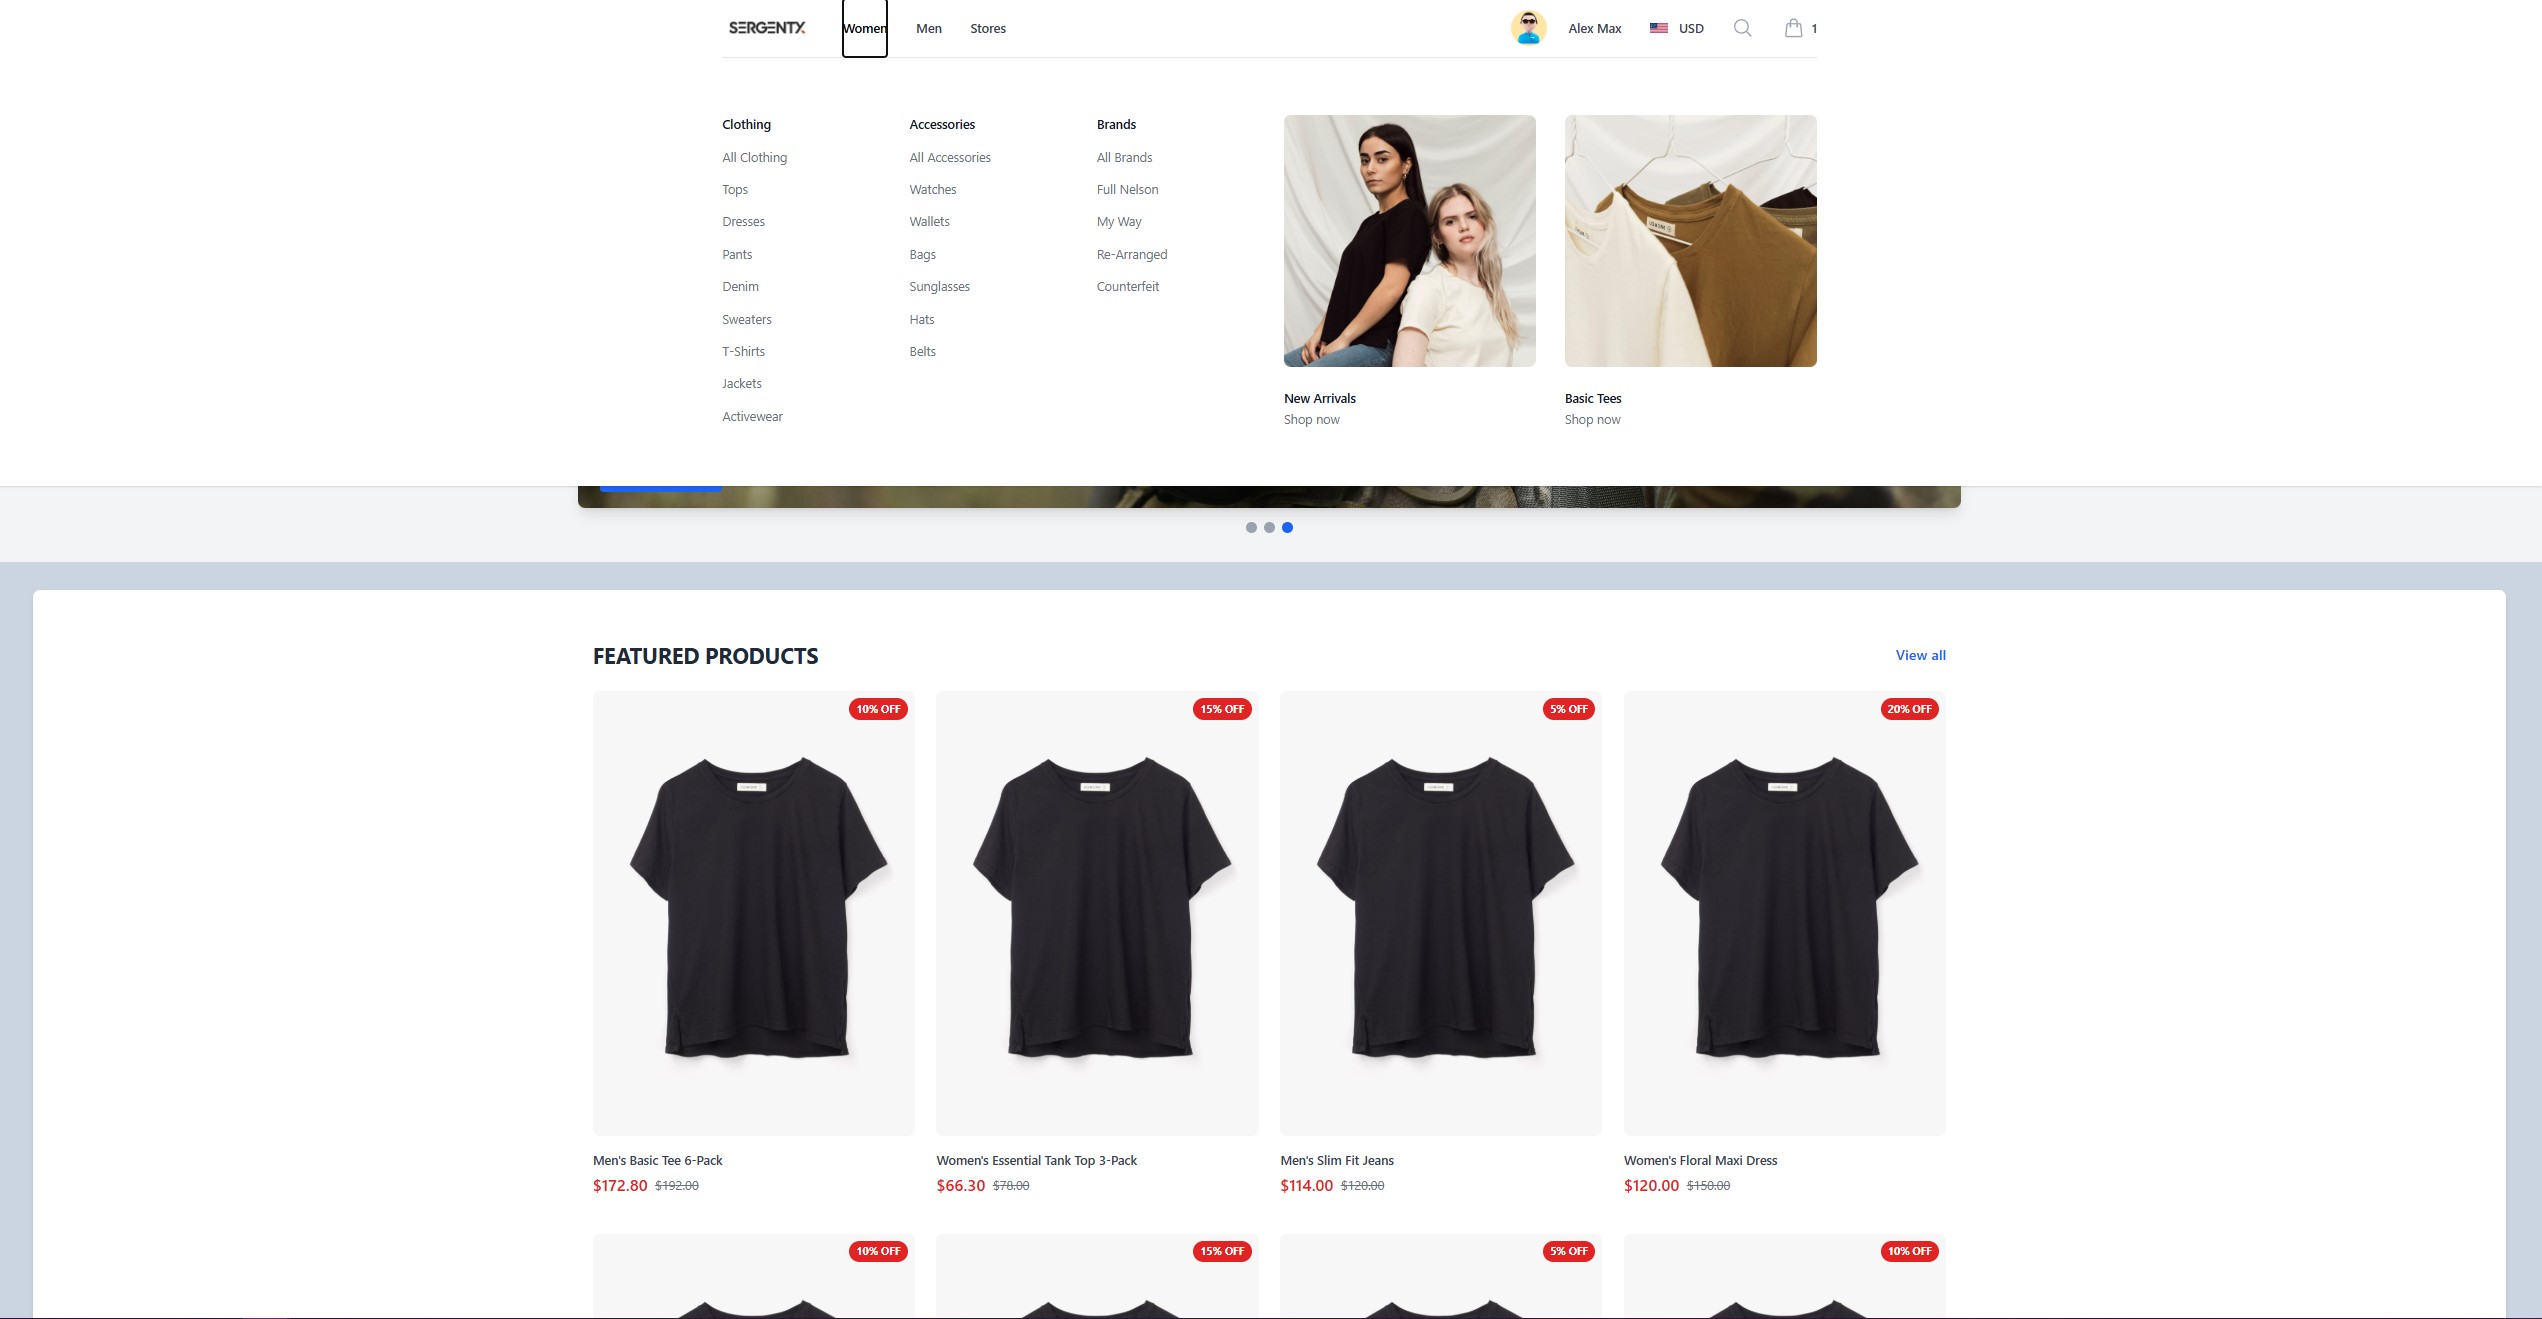 SERGENTX
Women
Men
Stores
Alex Max
USD
1
Clothing
All Clothing
Tops
Dresses
Pants
Denim
Sweaters
T-Shirts
Jackets
Activewear
Accessories
All Accessories
Watches
Wallets
Bags
Sunglasses
Hats
Belts
Brands
All Brands
Full Nelson
My Way
Re-Arranged
Counterfeit
New Arrivals
Shop now
Basic Tees
Shop now
FEATURED PRODUCTS
View all
10% OFF
15% OFF
5% OFF
20% OFF
Men's Basic Tee 6-Pack
$172.80 $192.00
Women's Essential Tank Top 3-Pack
$66.30 $78.00
Men's Slim Fit Jeans
$114.00 $120.00
Women's Floral Maxi Dress
$120.00 $150.00
10% OFF
15% OFF
5% OFF
10% OFF